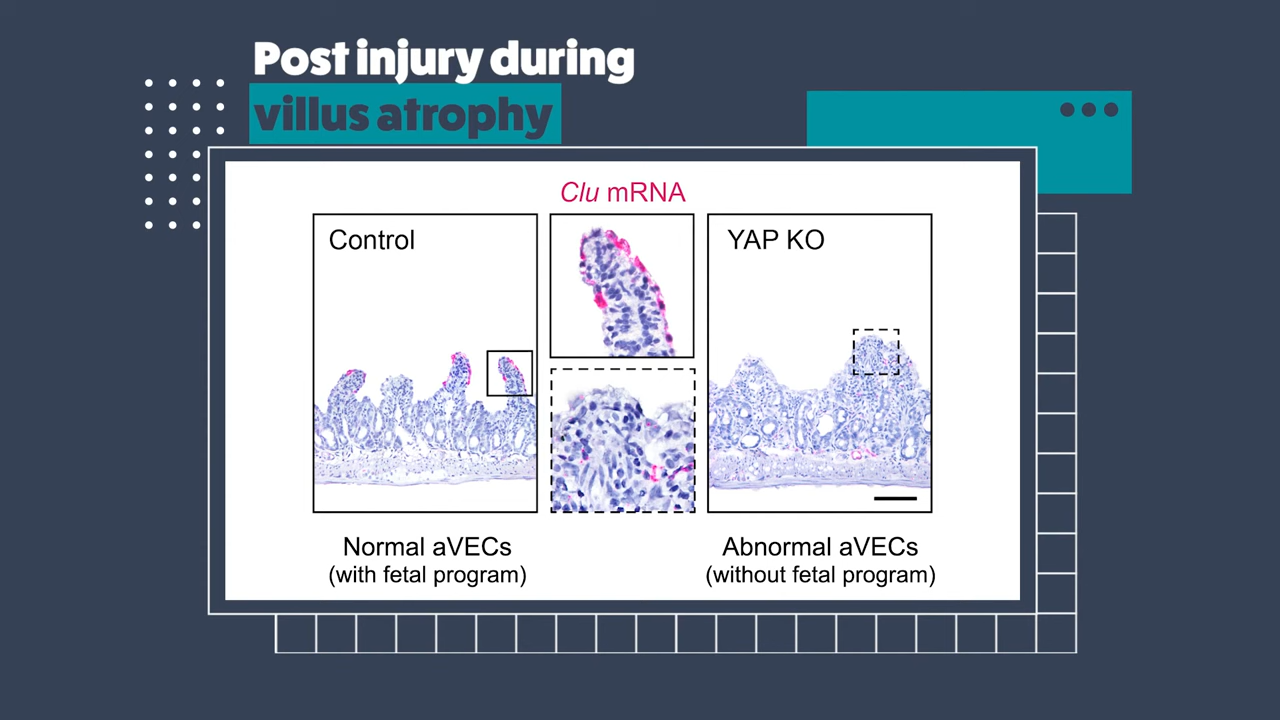 Post injury during
villus atrophy
Clu mRNA
Control
YAP KO
Normal aVECs
(with fetal program)
Abnormal aVECs
(without fetal program)